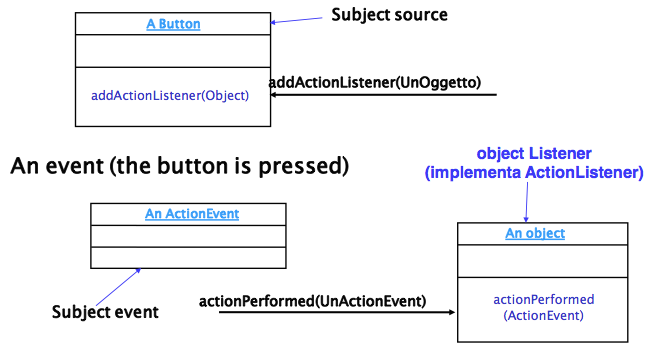 A Button
Subject source
addActionListener(Object)
addActionListener(UnOggetto)
An event (the button is pressed)
object Listener
(implementa ActionListener)
An ActionEvent
An object
Subject event
actionPerformed(UnActionEvent)
actionPerformed
(ActionEvent)